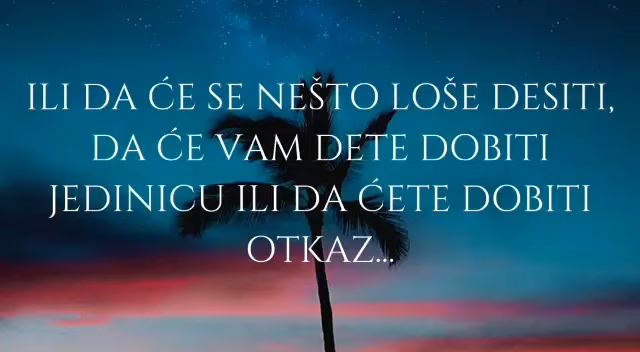 ILI DA ĆE SE NEŠTO LOŠE DESITI,
DA ĆE VAM DETE DOBITI
JEDINICU ILI DA ĆETE DOBITI
OTKAZ...